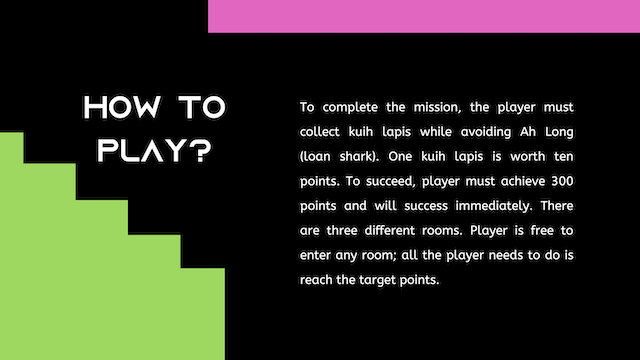 HOW TO
PLAY?
To complete the mission, the player must
collect kuih lapis while avoiding Ah Long
(loan shark). One kuih lapis is worth ten
points. To succeed, player must achieve 300
points and will success immediately. There
are three different rooms. Player is free to
enter any room; all the player needs to do is
reach the target points.